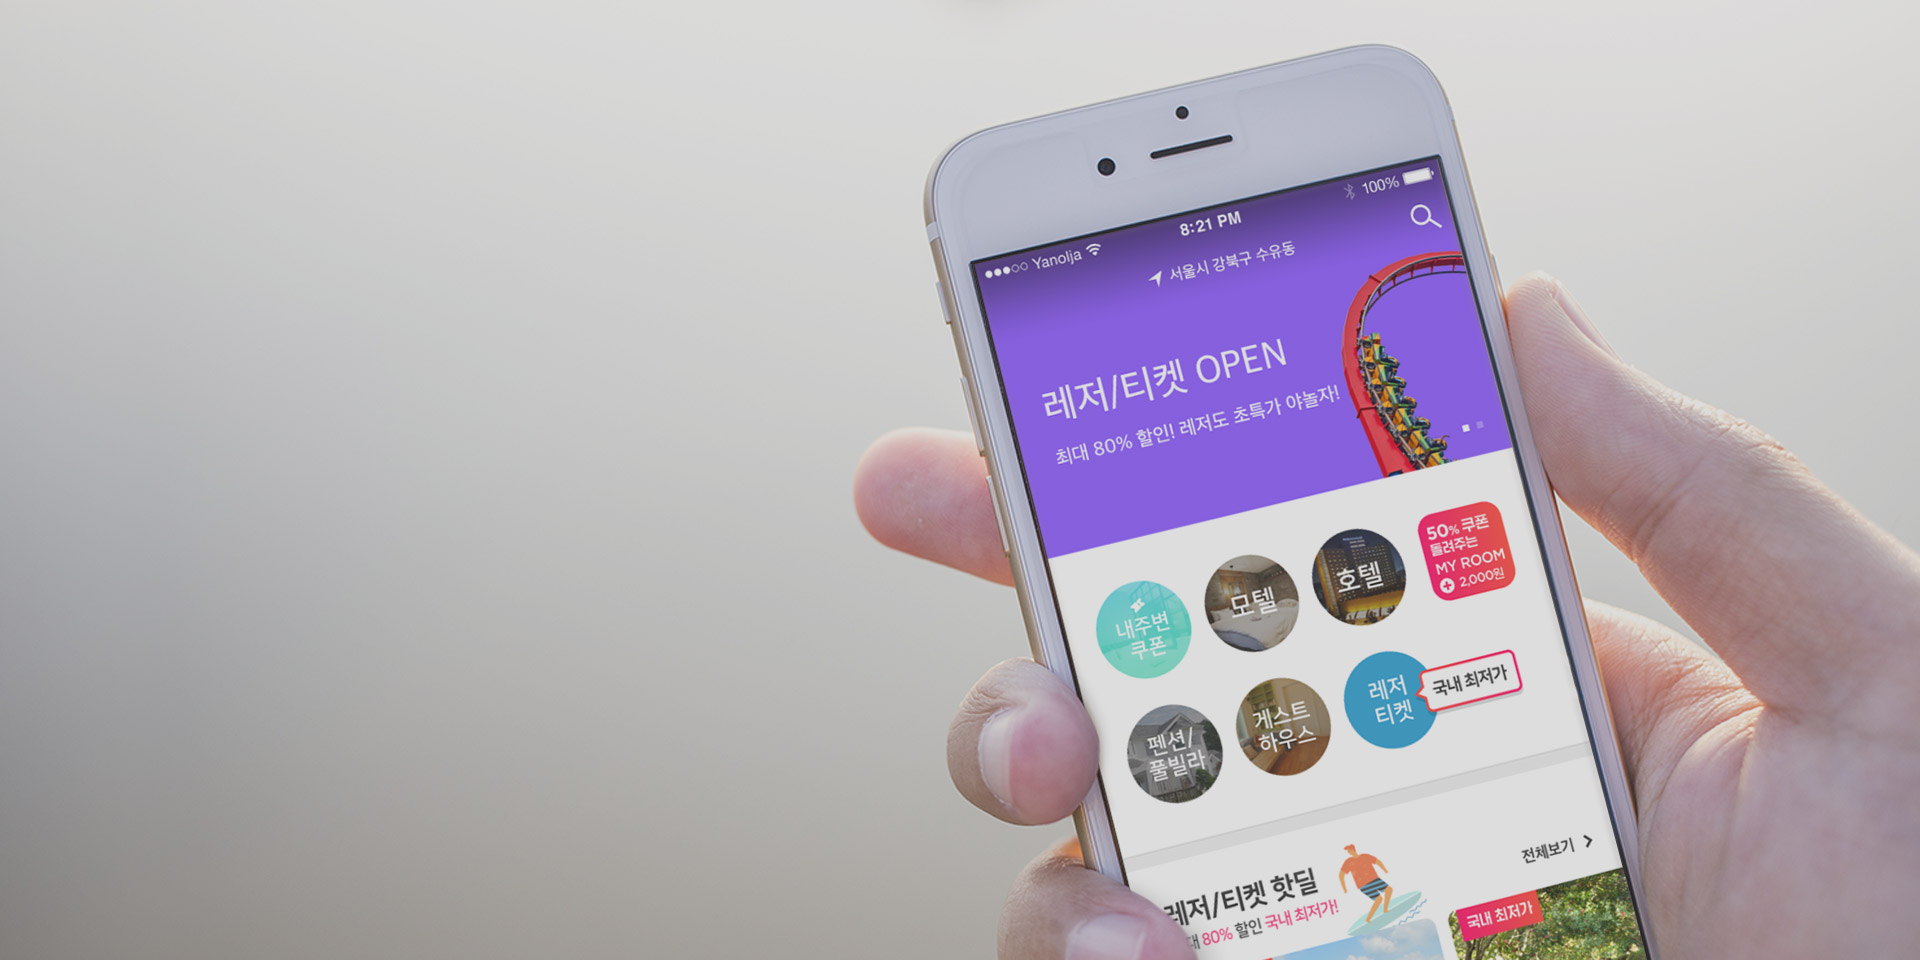 Yanolja
8:21 PM
100%
서울시 강북구 수유동
레저/티켓 OPEN
최대 80% 할인! 레저도 초특가 야놀자!
내주변
쿠폰
모텔
호텔
50% 쿠폰
돌려주는
MY ROOM
+ 2,000원
펜션/
풀빌라
게스트
하우스
레저
티켓
국내 최저가
레저/티켓 핫딜
80% 할인 국내 최저가!
전체보기 >
국내 최저가